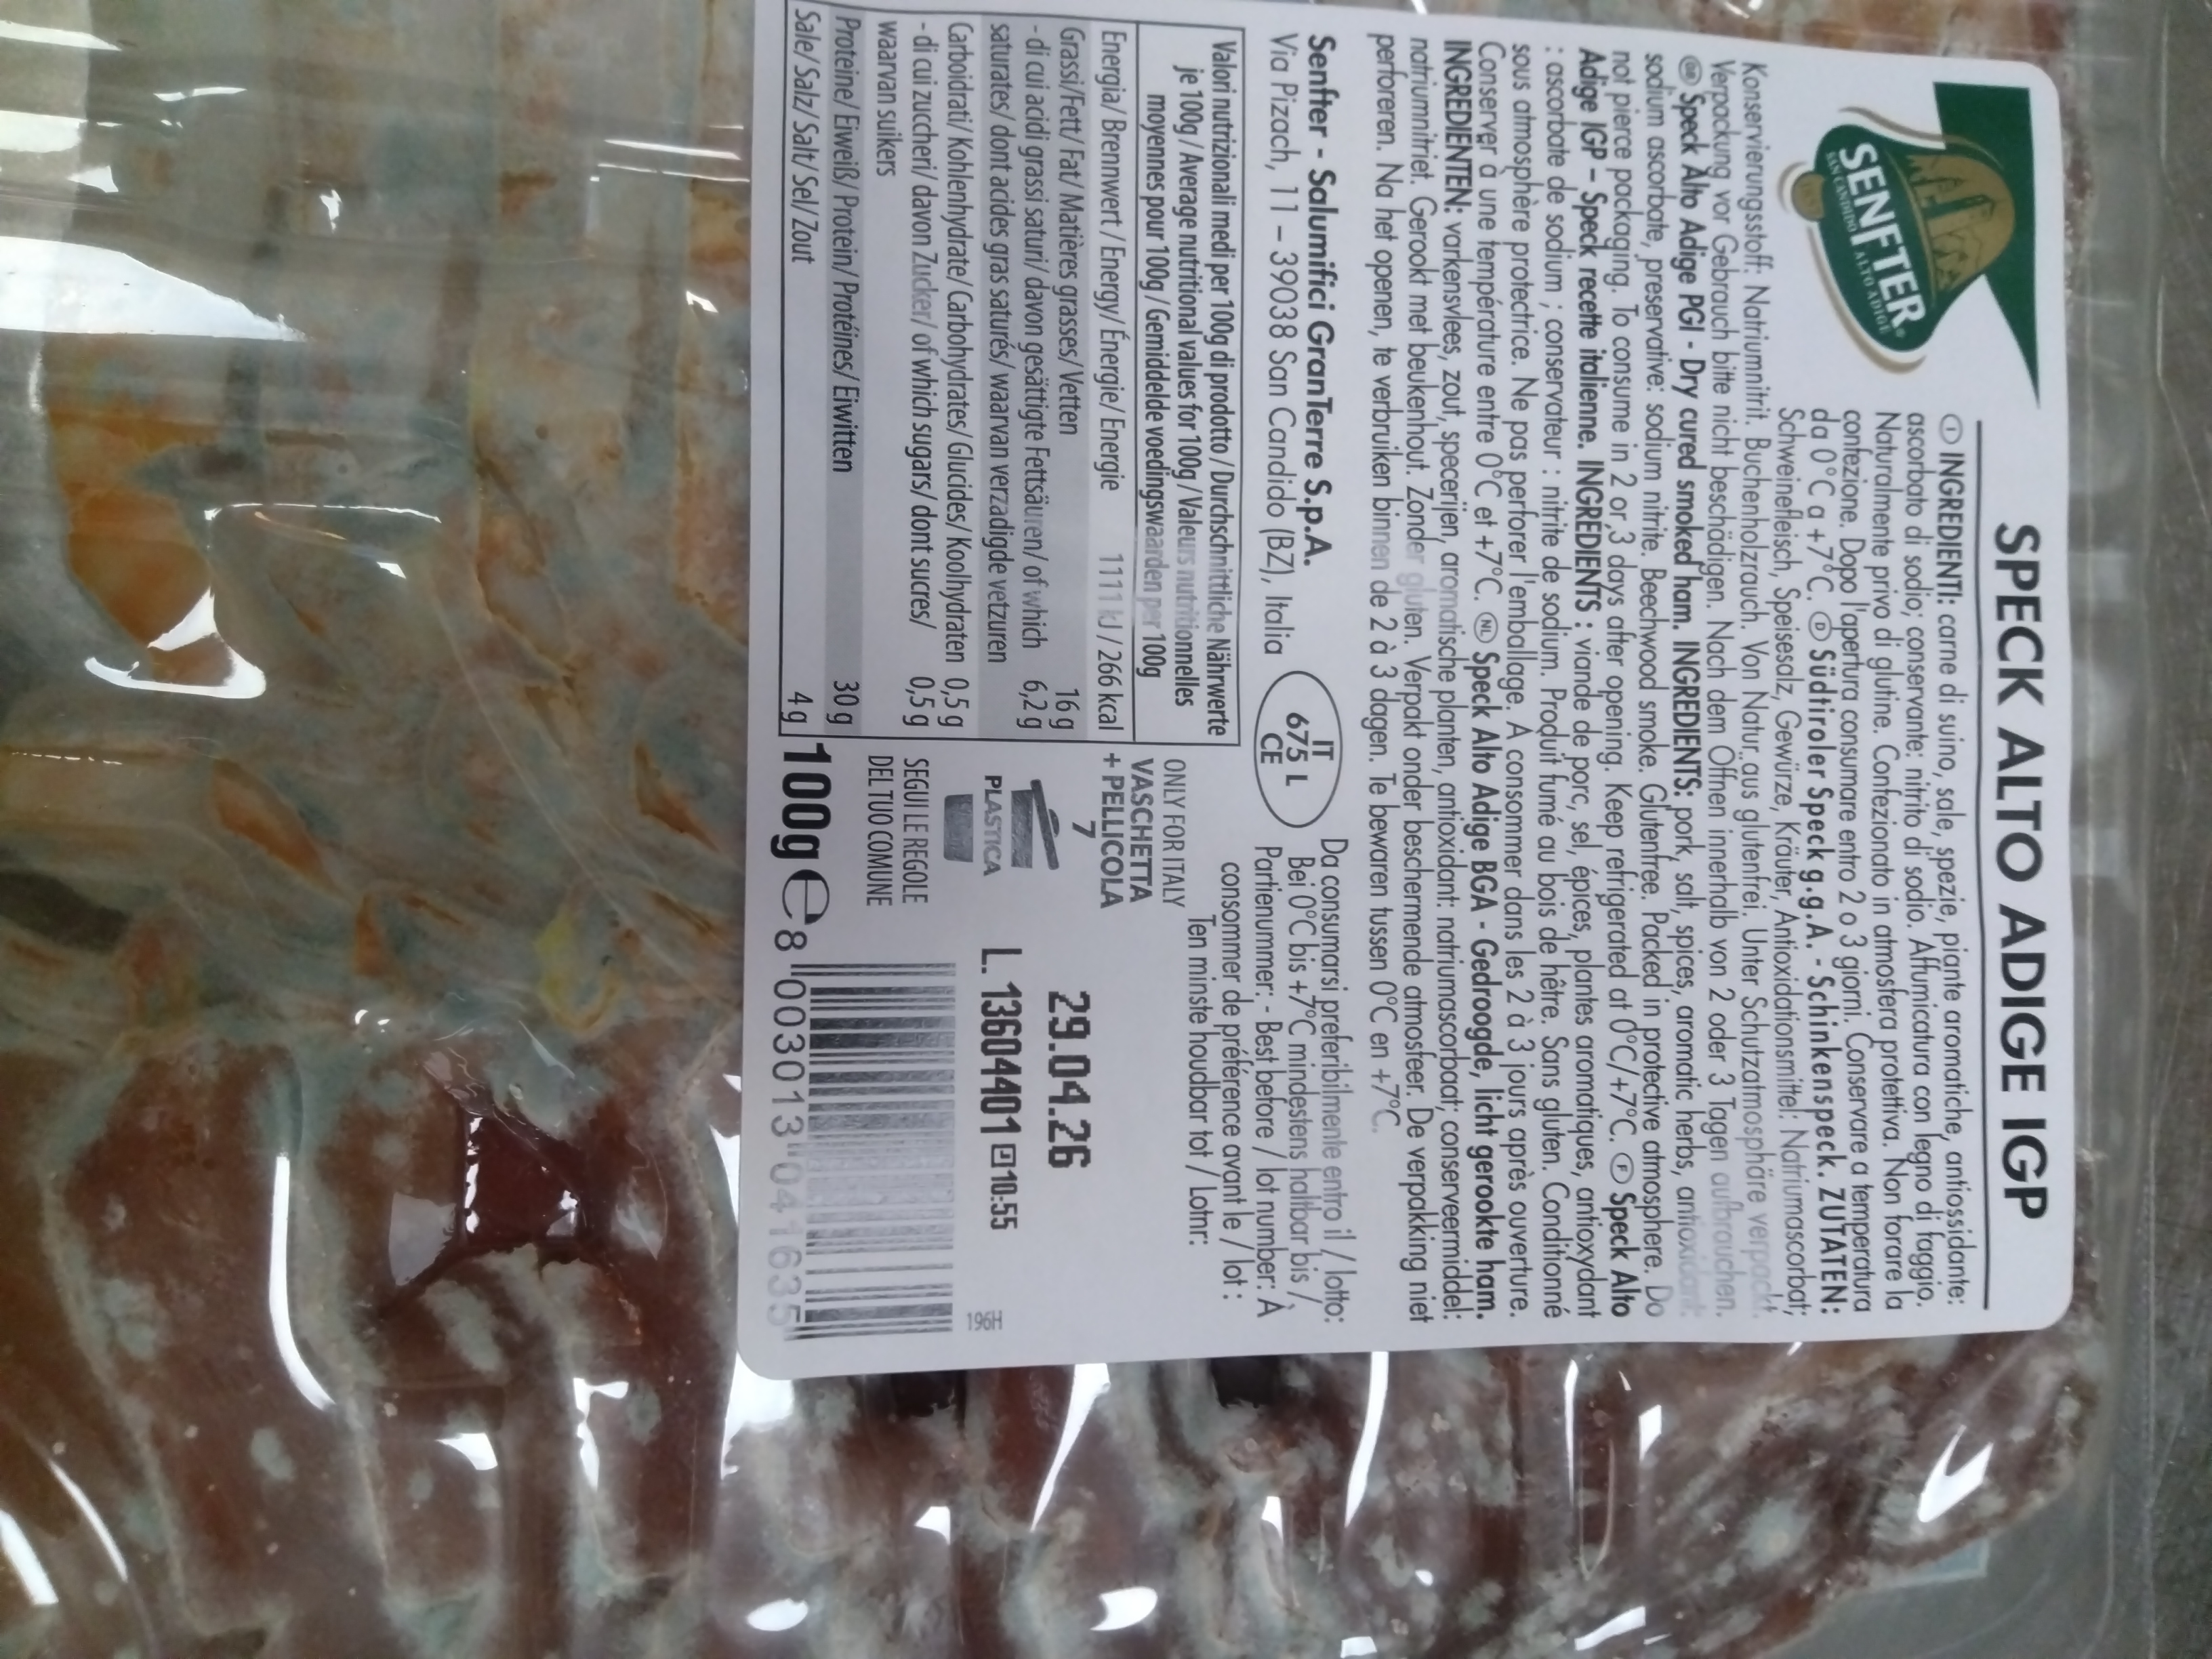 SENFTER®
SAN CANDIDO ALTO ADIGE
SPECK ALTO ADIGE IGP
I INGREDIENTI: carne di suino, sale, spezie, piante aromatiche, antiossidante:
ascorbato di sodio; conservante: nitrito di sodio. Affumicatura con legno di faggio.
Naturalmente privo di glutine. Confezionato in atmosfera protettiva. Non forare la
confezione. Dopo l'apertura consumare entro 2 o 3 giorni. Conservare a temperatura
da 0°C a +7°C. D Südtiroler Speck g.g.A. - Schinkenspeck. ZUTATEN:
Schweinefleisch, Speisesalz, Gewürze, Kräuter, Antioxidationsmittel: Natriumascorbat;
Konservierungsstoff: Natriumnitrit. Buchenholzrauch. Von Natur aus glutenfrei. Unter Schutzatmosphäre verpackt.
Verpackung vor Gebrauch bitte nicht beschädigen. Nach dem Öffnen innerhalb von 2 oder 3 Tagen aufbrauchen.
GB Speck Alto Adige PGI - Dry cured smoked ham. INGREDIENTS: pork, salt, spices, aromatic herbs, antioxidant:
sodium ascorbate, preservative: sodium nitrite. Beechwood smoke. Glutenfree. Packed in protective atmosphere. Do
not pierce packaging. To consume in 2 or 3 days after opening. Keep refrigerated at 0°C/+7°C. F Speck Alto
Adige IGP – Speck recette italienne. INGREDIENTS : viande de porc, sel, épices, plantes aromatiques, antioxydant
: ascorbate de sodium ; conservateur : nitrite de sodium. Produit fumé au bois de hêtre. Sans gluten. Conditionné
sous atmosphère protectrice. Ne pas perforer l'emballage. À consommer dans les 2 à 3 jours après ouverture.
Conserver à une température entre 0°C et +7°C. NL Speck Alto Adige BGA - Gedroogde, licht gerookte ham.
INGREDIENTEN: varkensvlees, zout, specerijen, aromatische planten, antioxidant: natriumascorbaat; conserveermiddel:
natriumnitriet. Gerookt met beukenhout. Zonder gluten. Verpakt onder beschermende atmosfeer. De verpakking niet
perforeren. Na het openen, te verbruiken binnen de 2 à 3 dagen. Te bewaren tussen 0°C en +7°C.
Senfter - Salumifici GranTerre S.p.A.
Via Pizach, 11 – 39038 San Candido (BZ), Italia
IT
675 L
CE
Da consumarsi preferibilmente entro il / lotto:
Bei 0°C bis +7°C mindestens haltbar bis /
Partienummer: - Best before / lot number: À
consommer de préférence avant le / lot :
Ten minste houdbar tot / Lotnr:
Valori nutrizionali medi per 100g di prodotto / Durchschnittliche Nährwerte
je 100g / Average nutritional values for 100g / Valeurs nutritionnelles
moyennes pour 100g / Gemiddelde voedingswaarden per 100g
Energia/ Brennwert / Energy/ Énergie/ Energie 1111 kJ / 266 kcal
Grassi/Fett/ Fat/ Matières grasses/ Vetten 16 g
- di cui acidi grassi saturi/ davon gesättigte Fettsäuren/ of which 6,2 g
saturates/ dont acides gras saturés/ waarvan verzadigde vetzuren
Carboidrati/ Kohlenhydrate/ Carbohydrates/ Glucides/ Koolhydraten 0,5 g
- di cui zuccheri/ davon Zucker/ of which sugars/ dont sucres/ 0,5 g
waarvan suikers
Proteine/ Eiweiß/ Protein/ Protéines/ Eiwitten 30 g
Sale/ Salz/ Salt/ Sel/ Zout 4 g
ONLY FOR ITALY
VASCHETTA
+ PELLICOLA
7
PLASTICA
SEGUI LE REGOLE
DEL TUO COMUNE
100g e
29.04.26
L. 13604401 P 10:55
196H
8 003013 041635